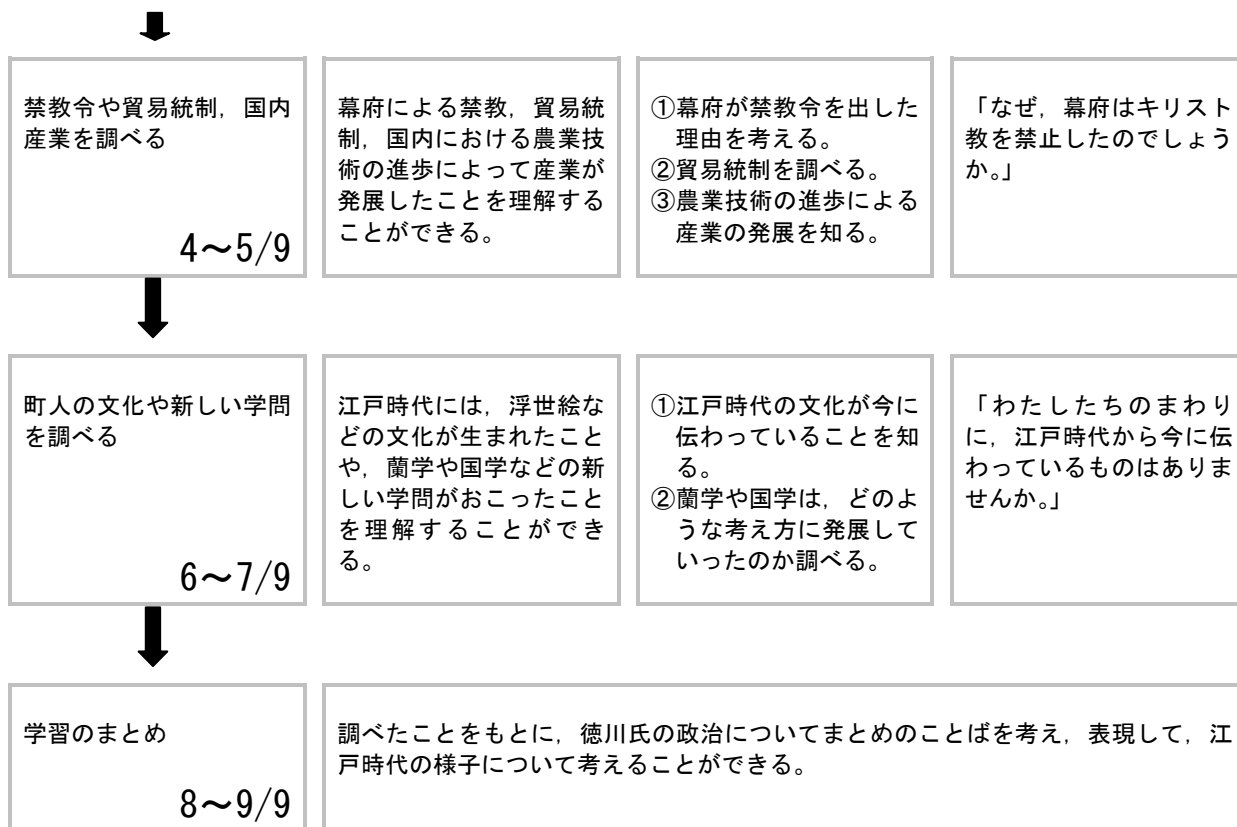 禁教令や貿易統制，国内
産業を調べる
4～5/9
幕府による禁教，貿易統
制，国内における農業技
術の進歩によって産業が
発展したことを理解する
ことができる。
①幕府が禁教令を出した
理由を考える。
②貿易統制を調べる。
③農業技術の進歩による
産業の発展を知る。
「なぜ，幕府はキリスト
教を禁止したのでしょう
か。」
町人の文化や新しい学問
を調べる
6～7/9
江戸時代には，浮世絵な
どの文化が生まれたこと
や，蘭学や国学などの新
しい学問がおこったこと
を理解することができ
る。
①江戸時代の文化が今に
伝わっていることを知
る。
②蘭学や国学は，どのよ
うな考え方に発展して
いったのか調べる。
「わたしたちのまわり
に，江戸時代から今に伝
わっているものはありま
せんか。」
学習のまとめ
8～9/9
調べたことをもとに，徳川氏の政治についてまとめのことばを考え，表現して，江
戸時代の様子について考えることができる。